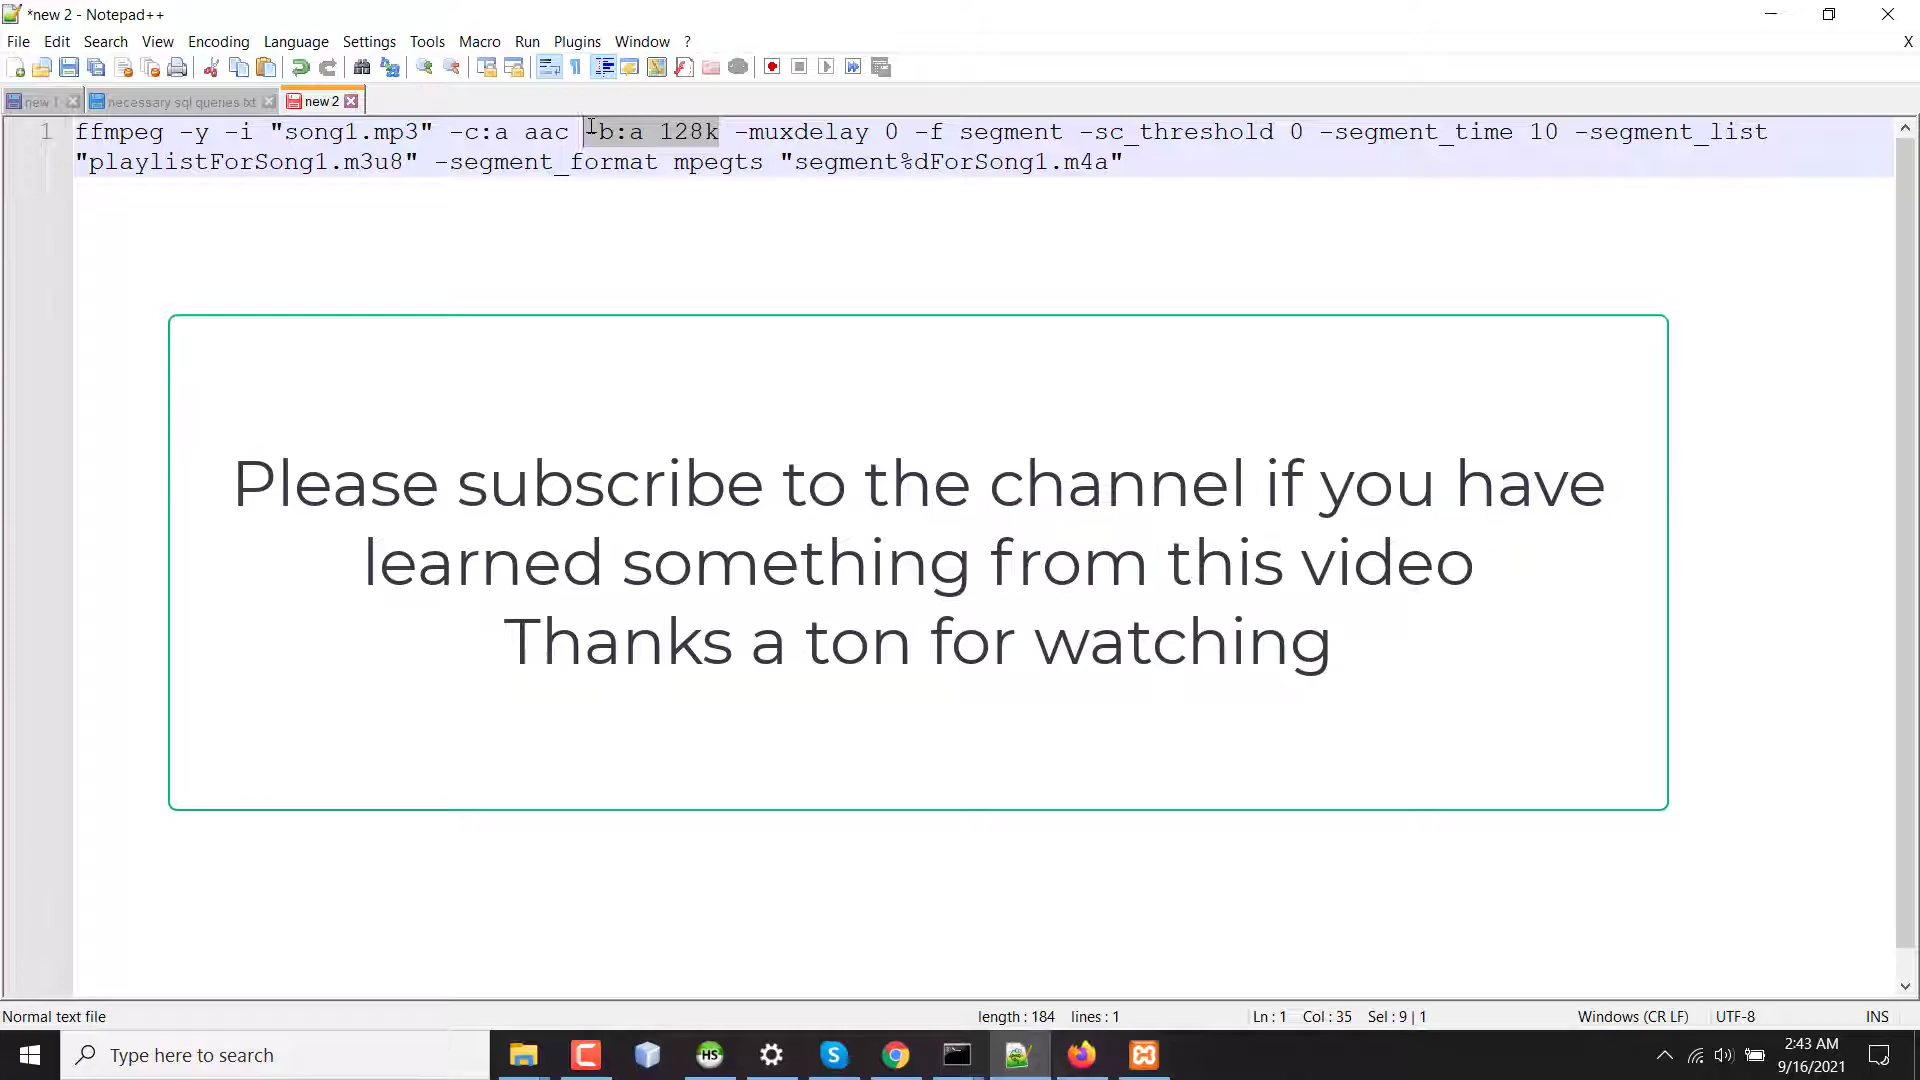 *new 2 - Notepad++
File Edit Search View Encoding Language Settings Tools Macro Run Plugins Window ? X
new 1 necessary sql queries txt new 2
1 ffmpeg -y -i "song1.mp3" -c:a aac -b:a 128k -muxdelay 0 -f segment -sc_threshold 0 -segment_time 10 -segment_list
"playlistForSong1.m3u8" -segment_format mpegts "segment%dForSong1.m4a"
Please subscribe to the channel if you have
learned something from this video
Thanks a ton for watching
Normal text file length : 184 lines : 1 Ln : 1 Col : 35 Sel : 9 | 1 Windows (CR LF) UTF-8 INS
Type here to search HS S 2:43 AM
9/16/2021